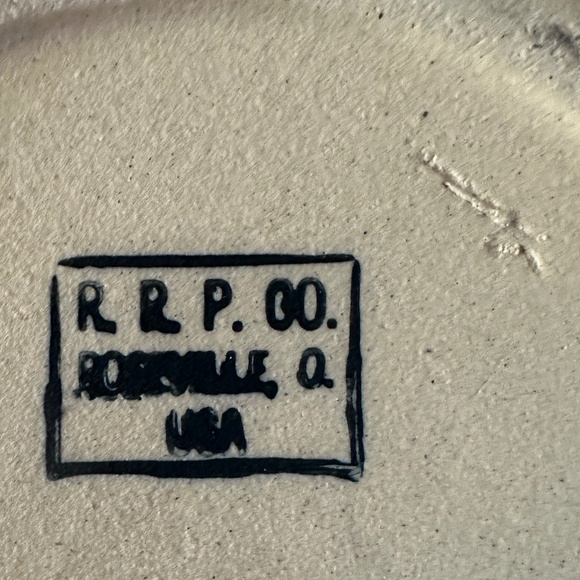 R R P. CO.
ROSEVILLE, O.
USA